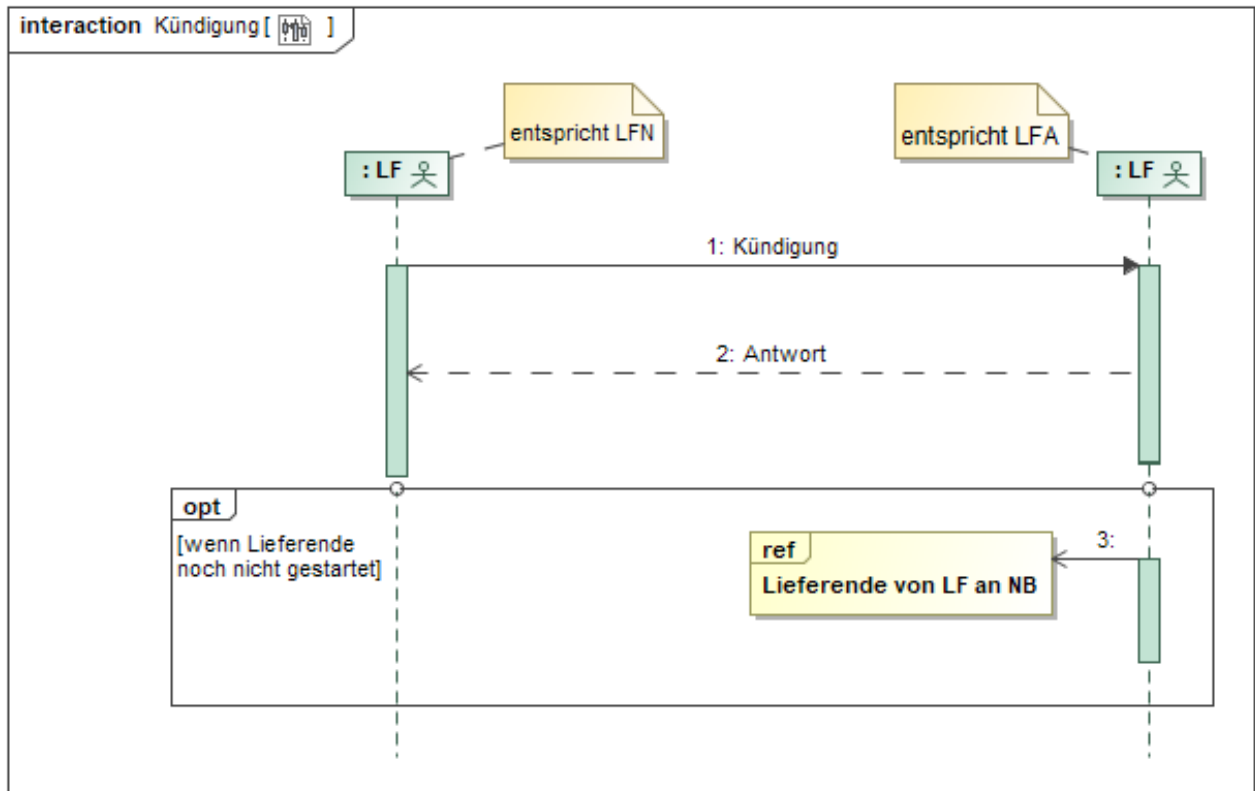 interaction Kündigung [ ]
entspricht LFN
entspricht LFA
: LF
: LF
1: Kündigung
2: Antwort
opt
[wenn Lieferende
noch nicht gestartet]
3:
ref
Lieferende von LF an NB